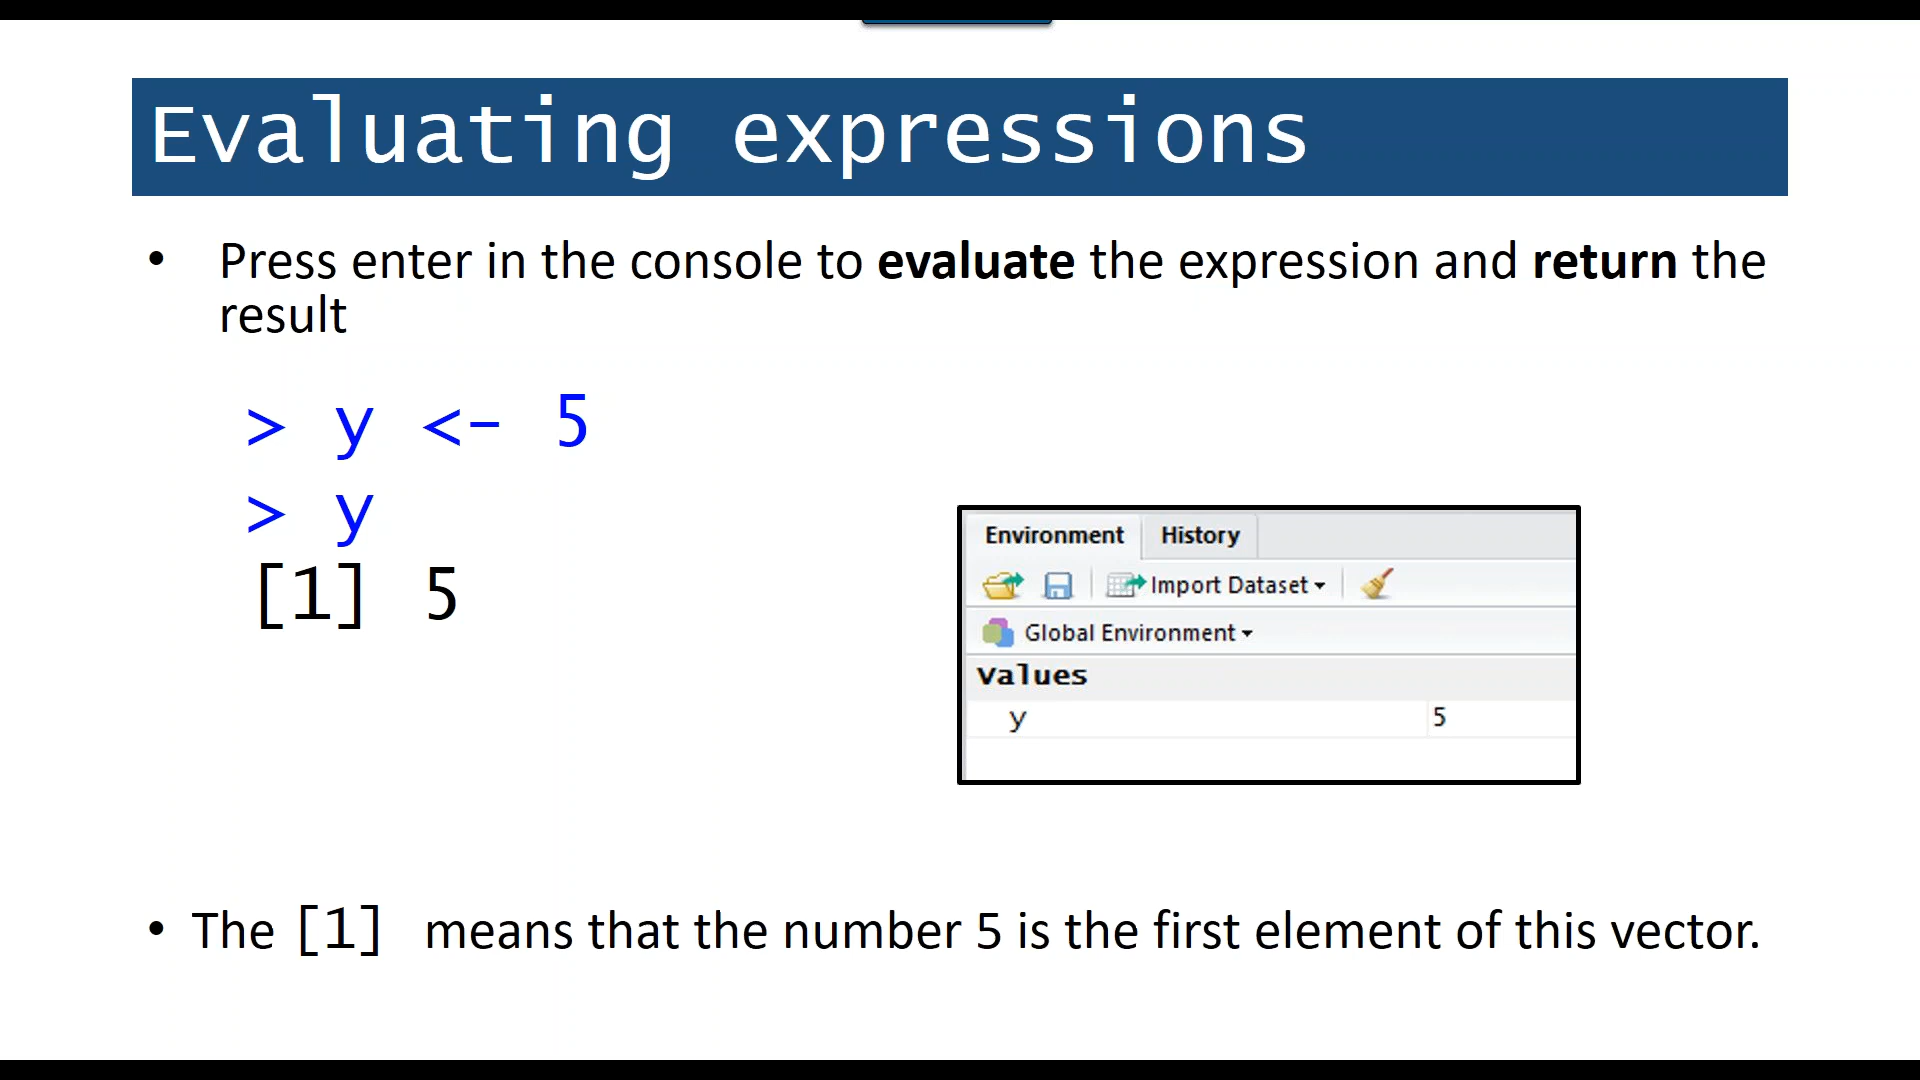 Evaluating expressions
• Press enter in the console to evaluate the expression and return the
result
> y <- 5
> y
[1] 5
Environment History
Import Dataset
Global Environment
Values
y 5
• The [1] means that the number 5 is the first element of this vector.